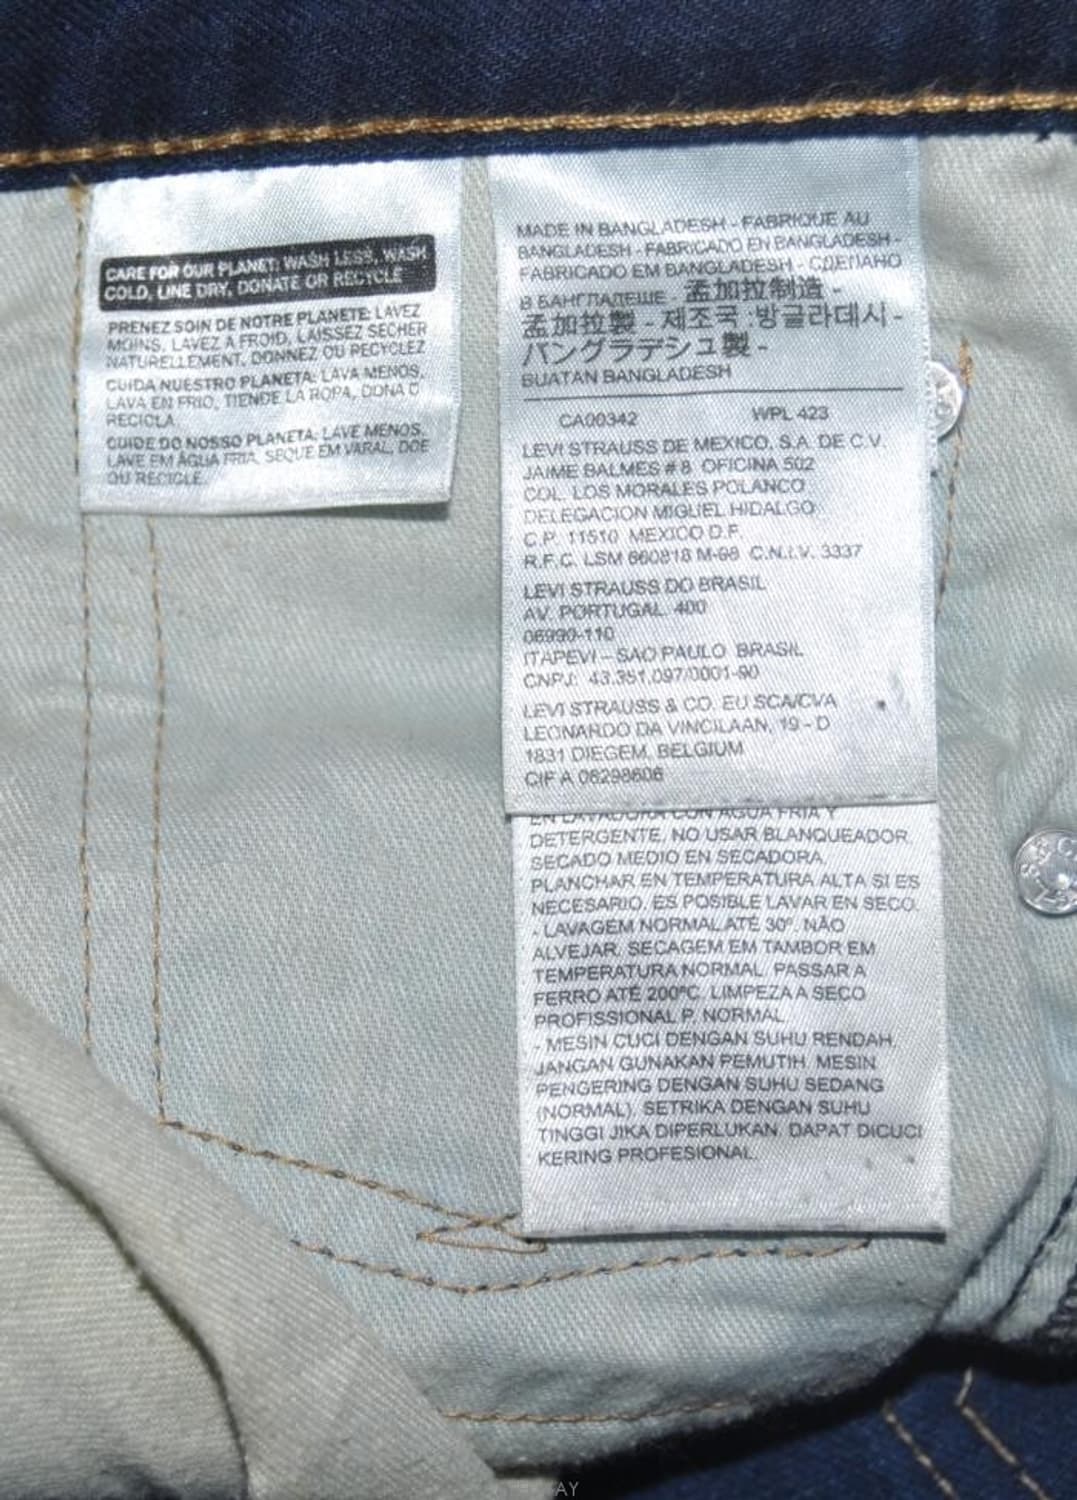 CARE FOR OUR PLANET: WASH LESS, WASH
COLD, LINE DRY, DONATE OR RECYCLE
PRENEZ SOIN DE NOTRE PLANETE: LAVEZ
MOINS, LAVEZ A FROID, LAISSEZ SECHER
NATURELLEMENT, DONNEZ OU RECYCLEZ
CUIDA NUESTRO PLANETA: LAVA MENOS,
LAVA EN FRIO, TIENDE LA ROPA, DONA O
RECICLA
CUIDE DO NOSSO PLANETA: LAVE MENOS,
LAVE EM ÁGUA FRIA, SEQUE EM VARAL, DOE
OU RECICLE.
MADE IN BANGLADESH - FABRIQUE AU
BANGLADESH - FABRICADO EN BANGLADESH -
FABRICADO EM BANGLADESH - СДЕЛАНО
В БАНГЛАДЕШЕ - 孟加拉制造 -
孟加拉製 - 제조국 :방글라데시 -
バングラデシュ製 -
BUATAN BANGLADESH
CA00342 WPL 423
LEVI STRAUSS DE MEXICO, S.A. DE C.V.
JAIME BALMES # 8 OFICINA 502
COL. LOS MORALES POLANCO
DELEGACION MIGUEL HIDALGO
C.P. 11510 MEXICO D.F.
R.F.C. LSM 660818 M-98 C.N.I.V. 3337
LEVI STRAUSS DO BRASIL
AV. PORTUGAL 400
06990-110
ITAPEVI – SAO PAULO BRASIL
CNPJ: 43.351.097/0001-90
LEVI STRAUSS & CO. EU SCA/CVA
LEONARDO DA VINCILAAN, 19 - D
1831 DIEGEM, BELGIUM
CIF A 06298606
EN LAVADORA CON AGUA FRIA Y
DETERGENTE. NO USAR BLANQUEADOR.
SECADO MEDIO EN SECADORA.
PLANCHAR EN TEMPERATURA ALTA SI ES
NECESARIO. ES POSIBLE LAVAR EN SECO.
- LAVAGEM NORMAL ATÉ 30º. NÃO
ALVEJAR. SECAGEM EM TAMBOR EM
TEMPERATURA NORMAL. PASSAR A
FERRO ATÉ 200ºC. LIMPEZA A SECO
PROFISSIONAL P. NORMAL
- MESIN CUCI DENGAN SUHU RENDAH.
JANGAN GUNAKAN PEMUTIH. MESIN
PENGERING DENGAN SUHU SEDANG
(NORMAL). SETRIKA DENGAN SUHU
TINGGI JIKA DIPERLUKAN. DAPAT DICUCI
KERING PROFESIONAL.